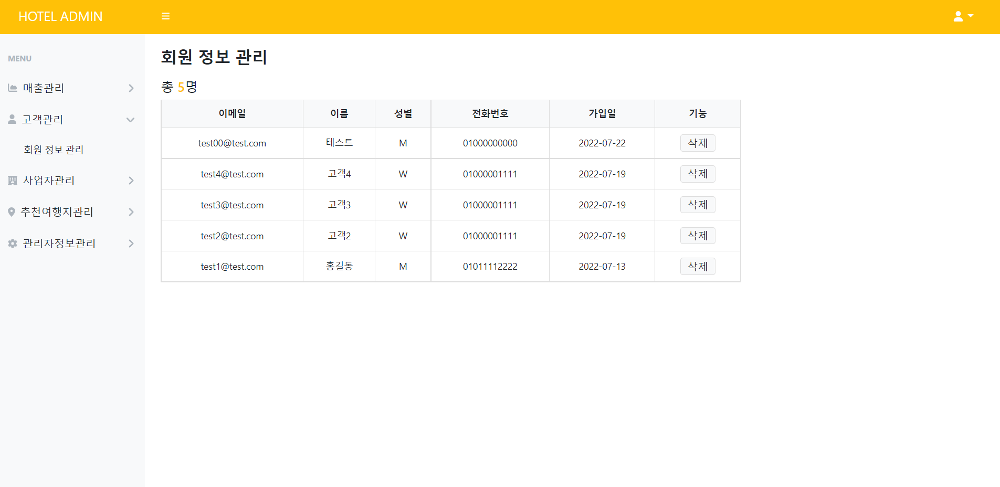 HOTEL ADMIN
MENU
매출관리
고객관리
회원 정보 관리
사업자관리
추천여행지관리
관리자정보관리
회원 정보 관리
총 5명
이메일 이름 성별 전화번호 가입일 기능
test00@test.com 테스트 M 01000000000 2022-07-22 삭제
test4@test.com 고객4 W 01000001111 2022-07-19 삭제
test3@test.com 고객3 W 01000001111 2022-07-19 삭제
test2@test.com 고객2 W 01000001111 2022-07-19 삭제
test1@test.com 홍길동 M 01011112222 2022-07-13 삭제